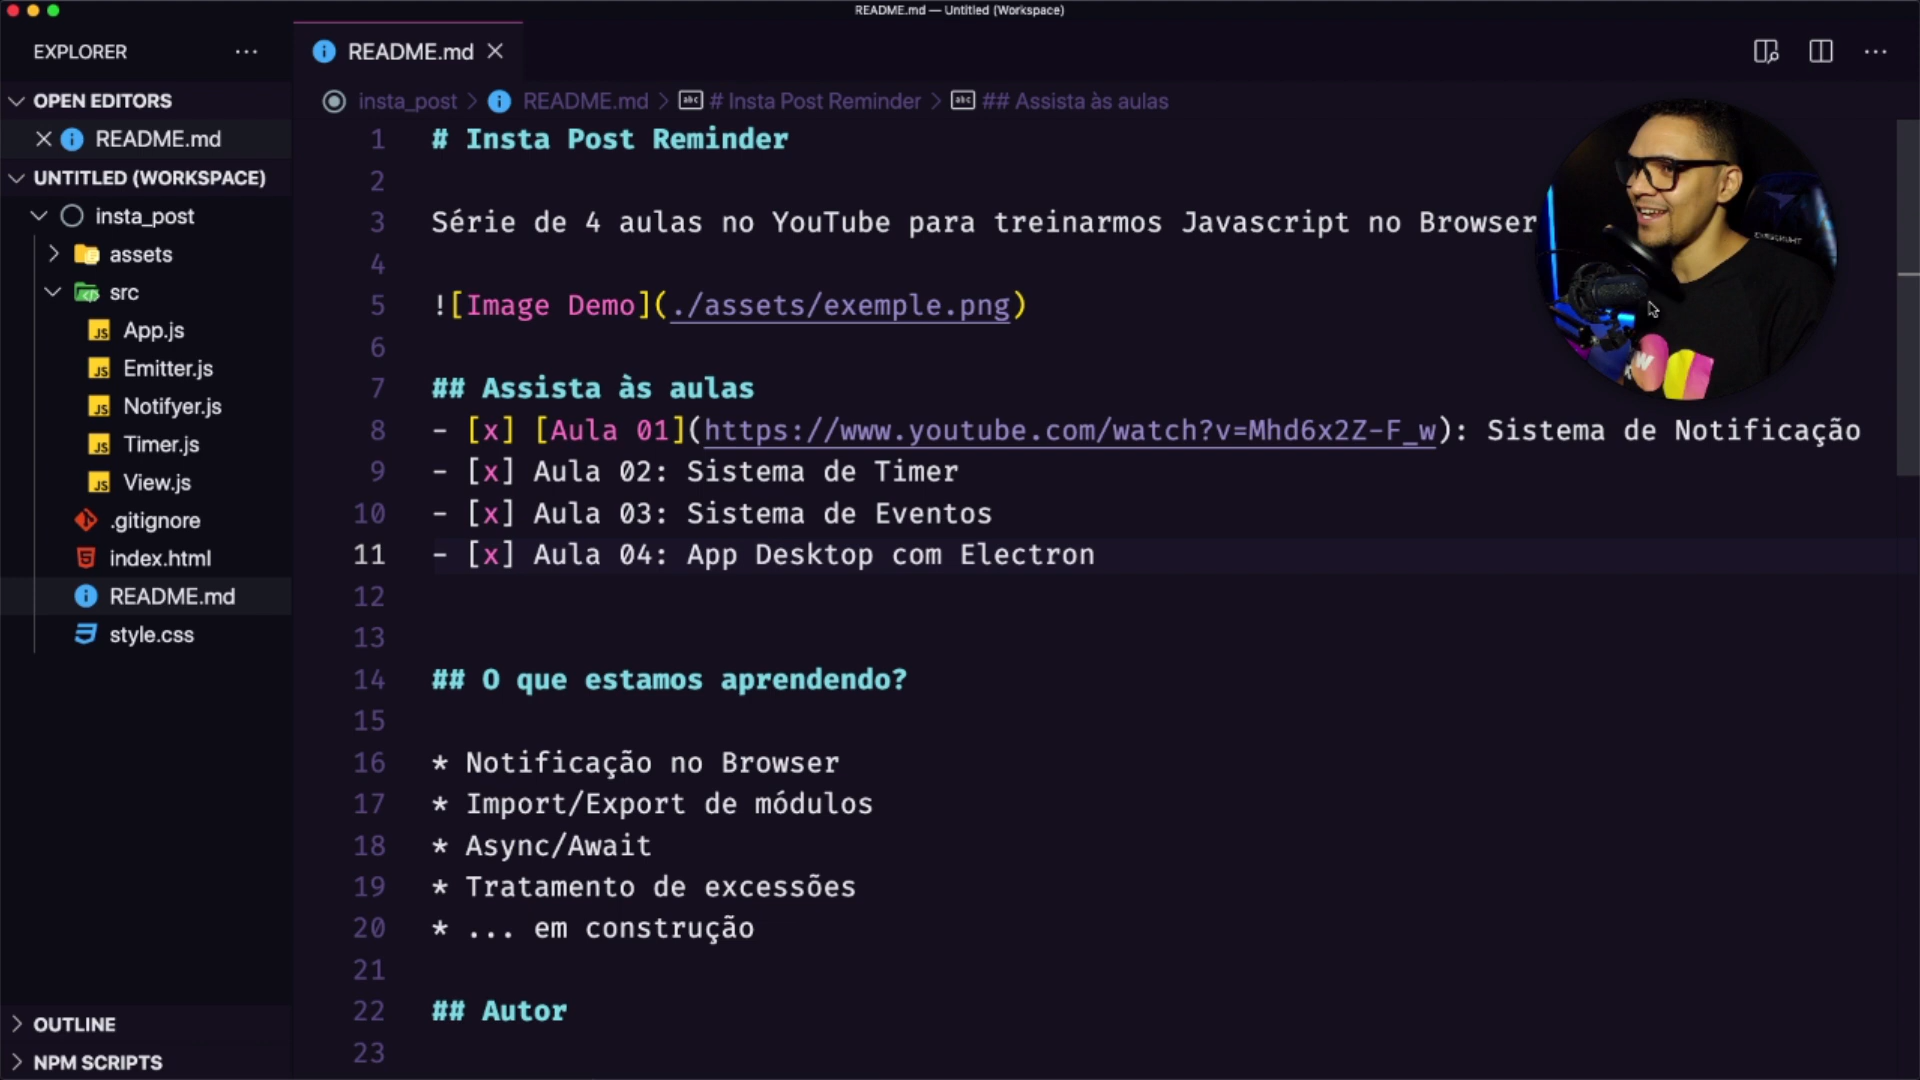 README.md — Untitled (Workspace)
EXPLORER
OPEN EDITORS
README.md
UNTITLED (WORKSPACE)
insta_post
assets
src
JS App.js
JS Emitter.js
JS Notifyer.js
JS Timer.js
JS View.js
.gitignore
index.html
README.md
style.css
OUTLINE
NPM SCRIPTS
README.md
insta_post > README.md > abc # Insta Post Reminder > abc ## Assista às aulas
1 # Insta Post Reminder
2
3 Série de 4 aulas no YouTube para treinarmos Javascript no Browser
4
5 ![Image Demo](./assets/exemple.png)
6
7 ## Assista às aulas
8 - [x] [Aula 01](https://www.youtube.com/watch?v=Mhd6x2Z-F_w): Sistema de Notificação
9 - [x] Aula 02: Sistema de Timer
10 - [x] Aula 03: Sistema de Eventos
11 - [x] Aula 04: App Desktop com Electron
12
13
14 ## O que estamos aprendendo?
15
16 * Notificação no Browser
17 * Import/Export de módulos
18 * Async/Await
19 * Tratamento de excessões
20 * ... em construção
21
22 ## Autor
23